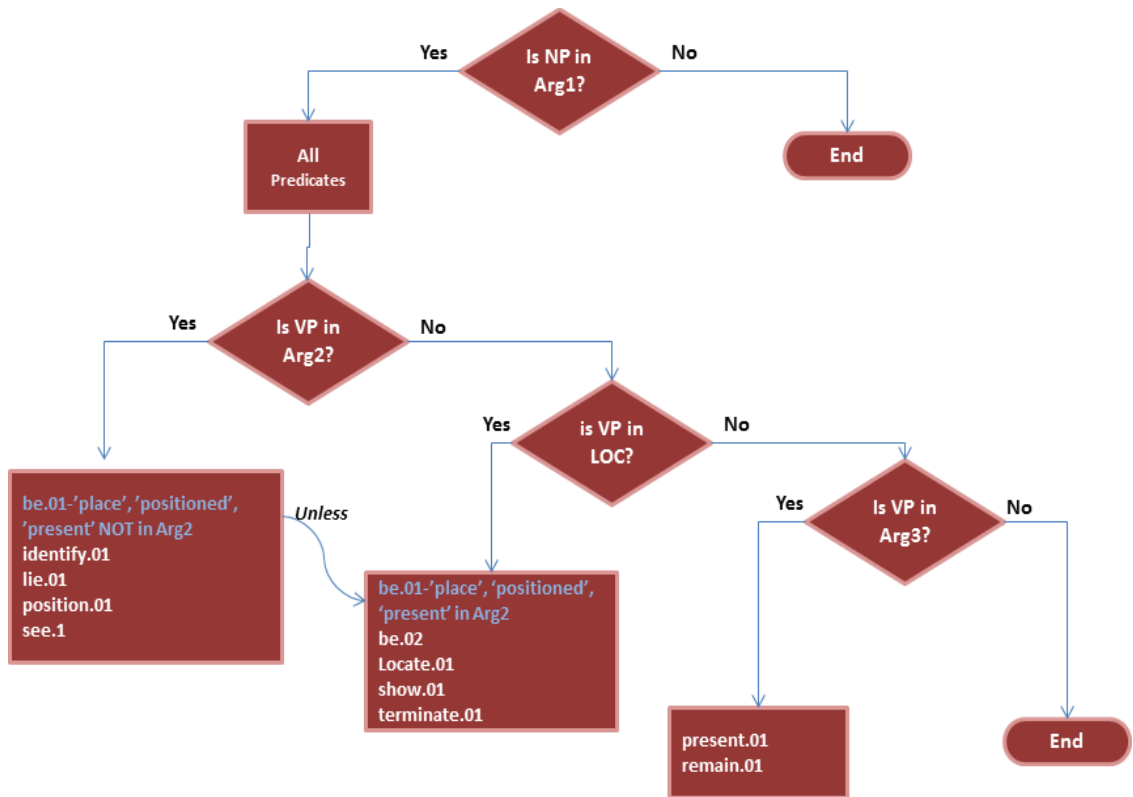 Yes
Is NP in
Arg1?
No
All
Predicates
End
Yes
Is VP in
Arg2?
No
Yes
is VP in
LOC?
No
be.01-’place’, ’positioned’,
’present’ NOT in Arg2
identify.01
lie.01
position.01
see.1
Unless
be.01-’place’, ‘positioned’,
‘present’ in Arg2
be.02
Locate.01
show.01
terminate.01
Yes
Is VP in
Arg3?
No
present.01
remain.01
End